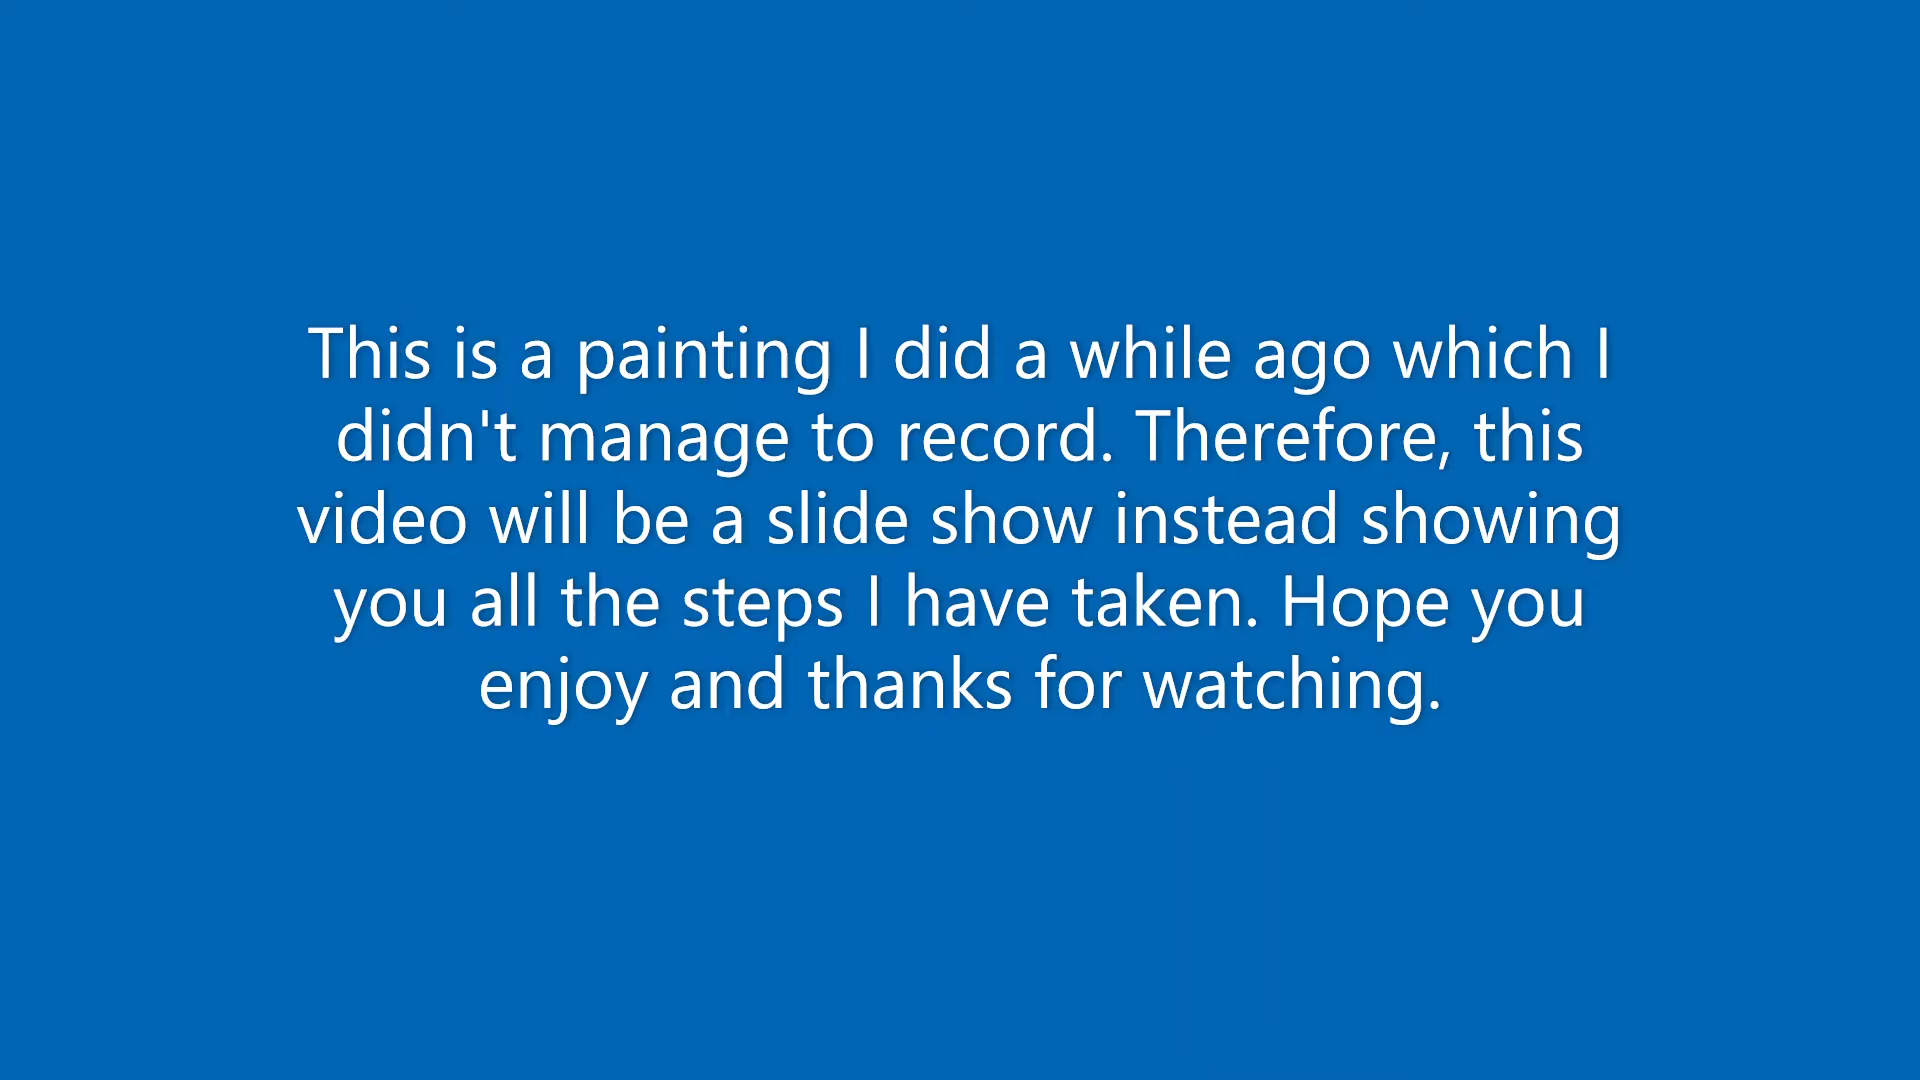 This is a painting I did a while ago which I
didn't manage to record. Therefore, this
video will be a slide show instead showing
you all the steps I have taken. Hope you
enjoy and thanks for watching.